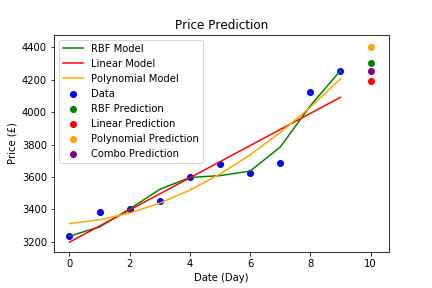 Price Prediction
Price (£)
4400
4200
4000
3800
3600
3400
3200
RBF Model
Linear Model
Polynomial Model
Data
RBF Prediction
Linear Prediction
Polynomial Prediction
Combo Prediction
0 2 4 6 8 10
Date (Day)